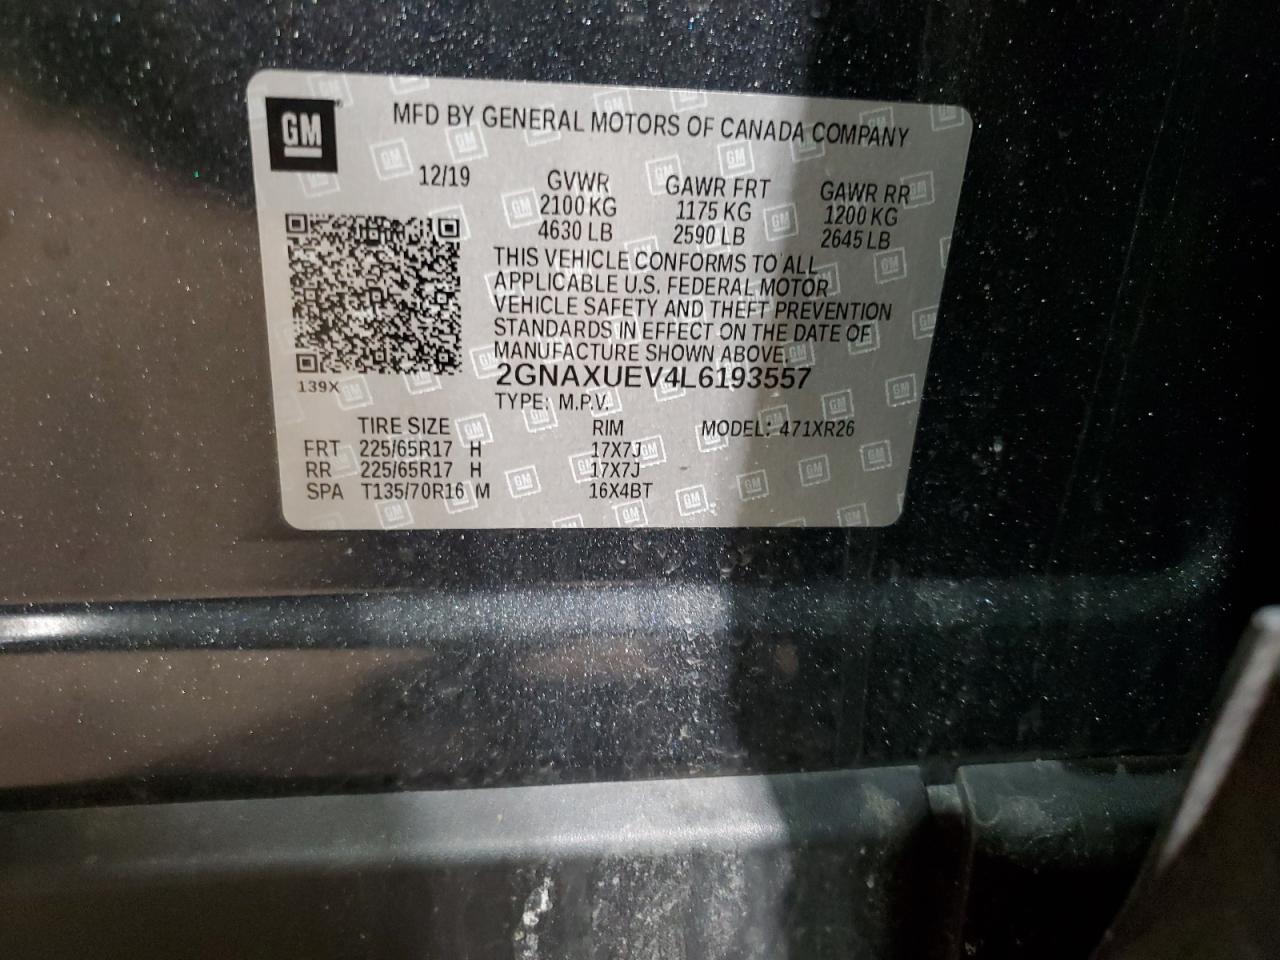 GM
MFD BY GENERAL MOTORS OF CANADA COMPANY
12/19 GVWR GAWR FRT GAWR RR
2100 KG 1175 KG 1200 KG
4630 LB 2590 LB 2645 LB
THIS VEHICLE CONFORMS TO ALL
APPLICABLE U.S. FEDERAL MOTOR
VEHICLE SAFETY AND THEFT PREVENTION
STANDARDS IN EFFECT ON THE DATE OF
MANUFACTURE SHOWN ABOVE.
139X
2GNAXUEV4L6193557
TYPE: M.P.V.
TIRE SIZE RIM MODEL: 471XR26
FRT 225/65R17 H 17X7J
RR 225/65R17 H 17X7J
SPA T135/70R16 M 16X4BT